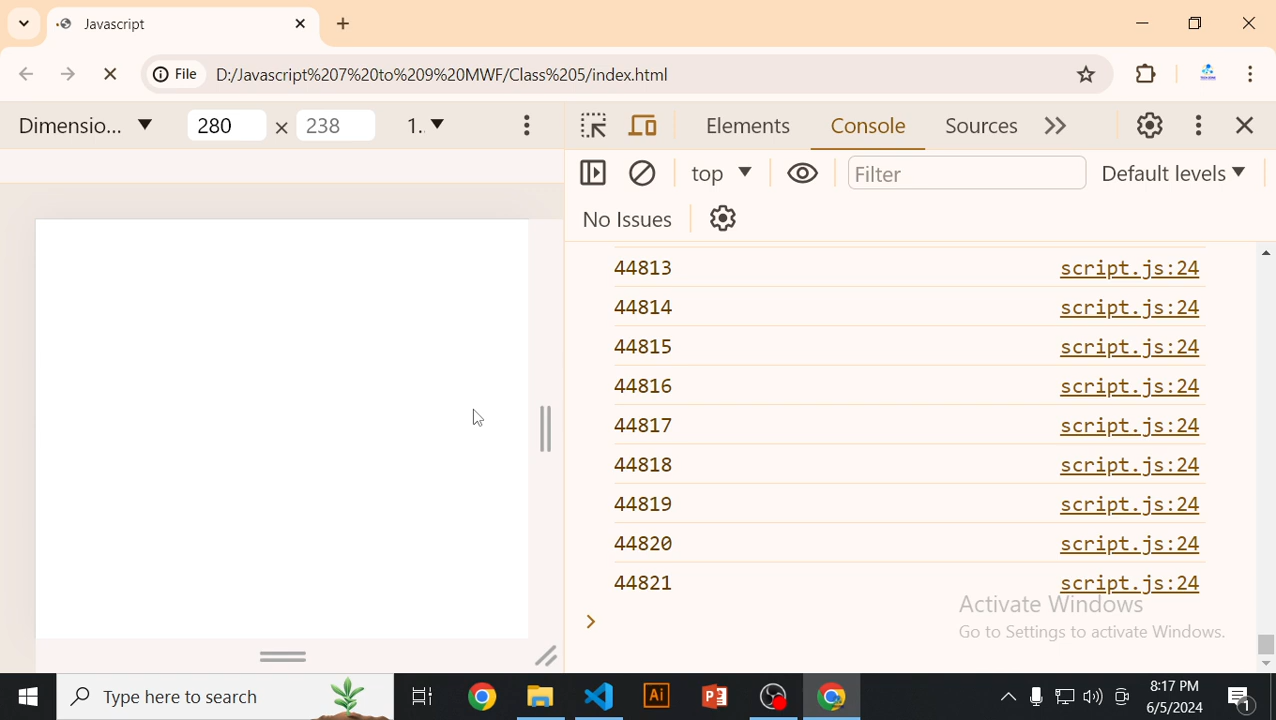 Javascript
File
D:/Javascript%207%20to%209%20MWF/Class%205/index.html
Dimensio... 280 × 238 1..
Elements Console Sources
top Filter Default levels
No Issues
44813 script.js:24
44814 script.js:24
44815 script.js:24
44816 script.js:24
44817 script.js:24
44818 script.js:24
44819 script.js:24
44820 script.js:24
44821 script.js:24
Activate Windows
Go to Settings to activate Windows.
Type here to search
Ai
P
8:17 PM
6/5/2024
1